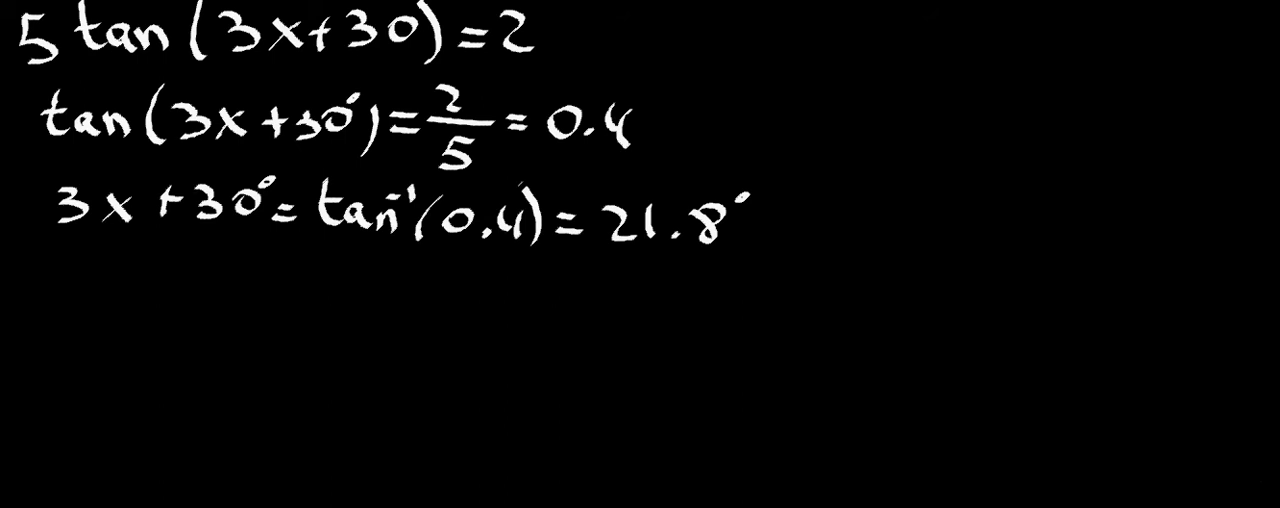 5 tan (3x+30) = 2
tan (3x+30°) = 2/5 = 0.4
3x +30° = tan⁻¹ (0.4) = 21.8°